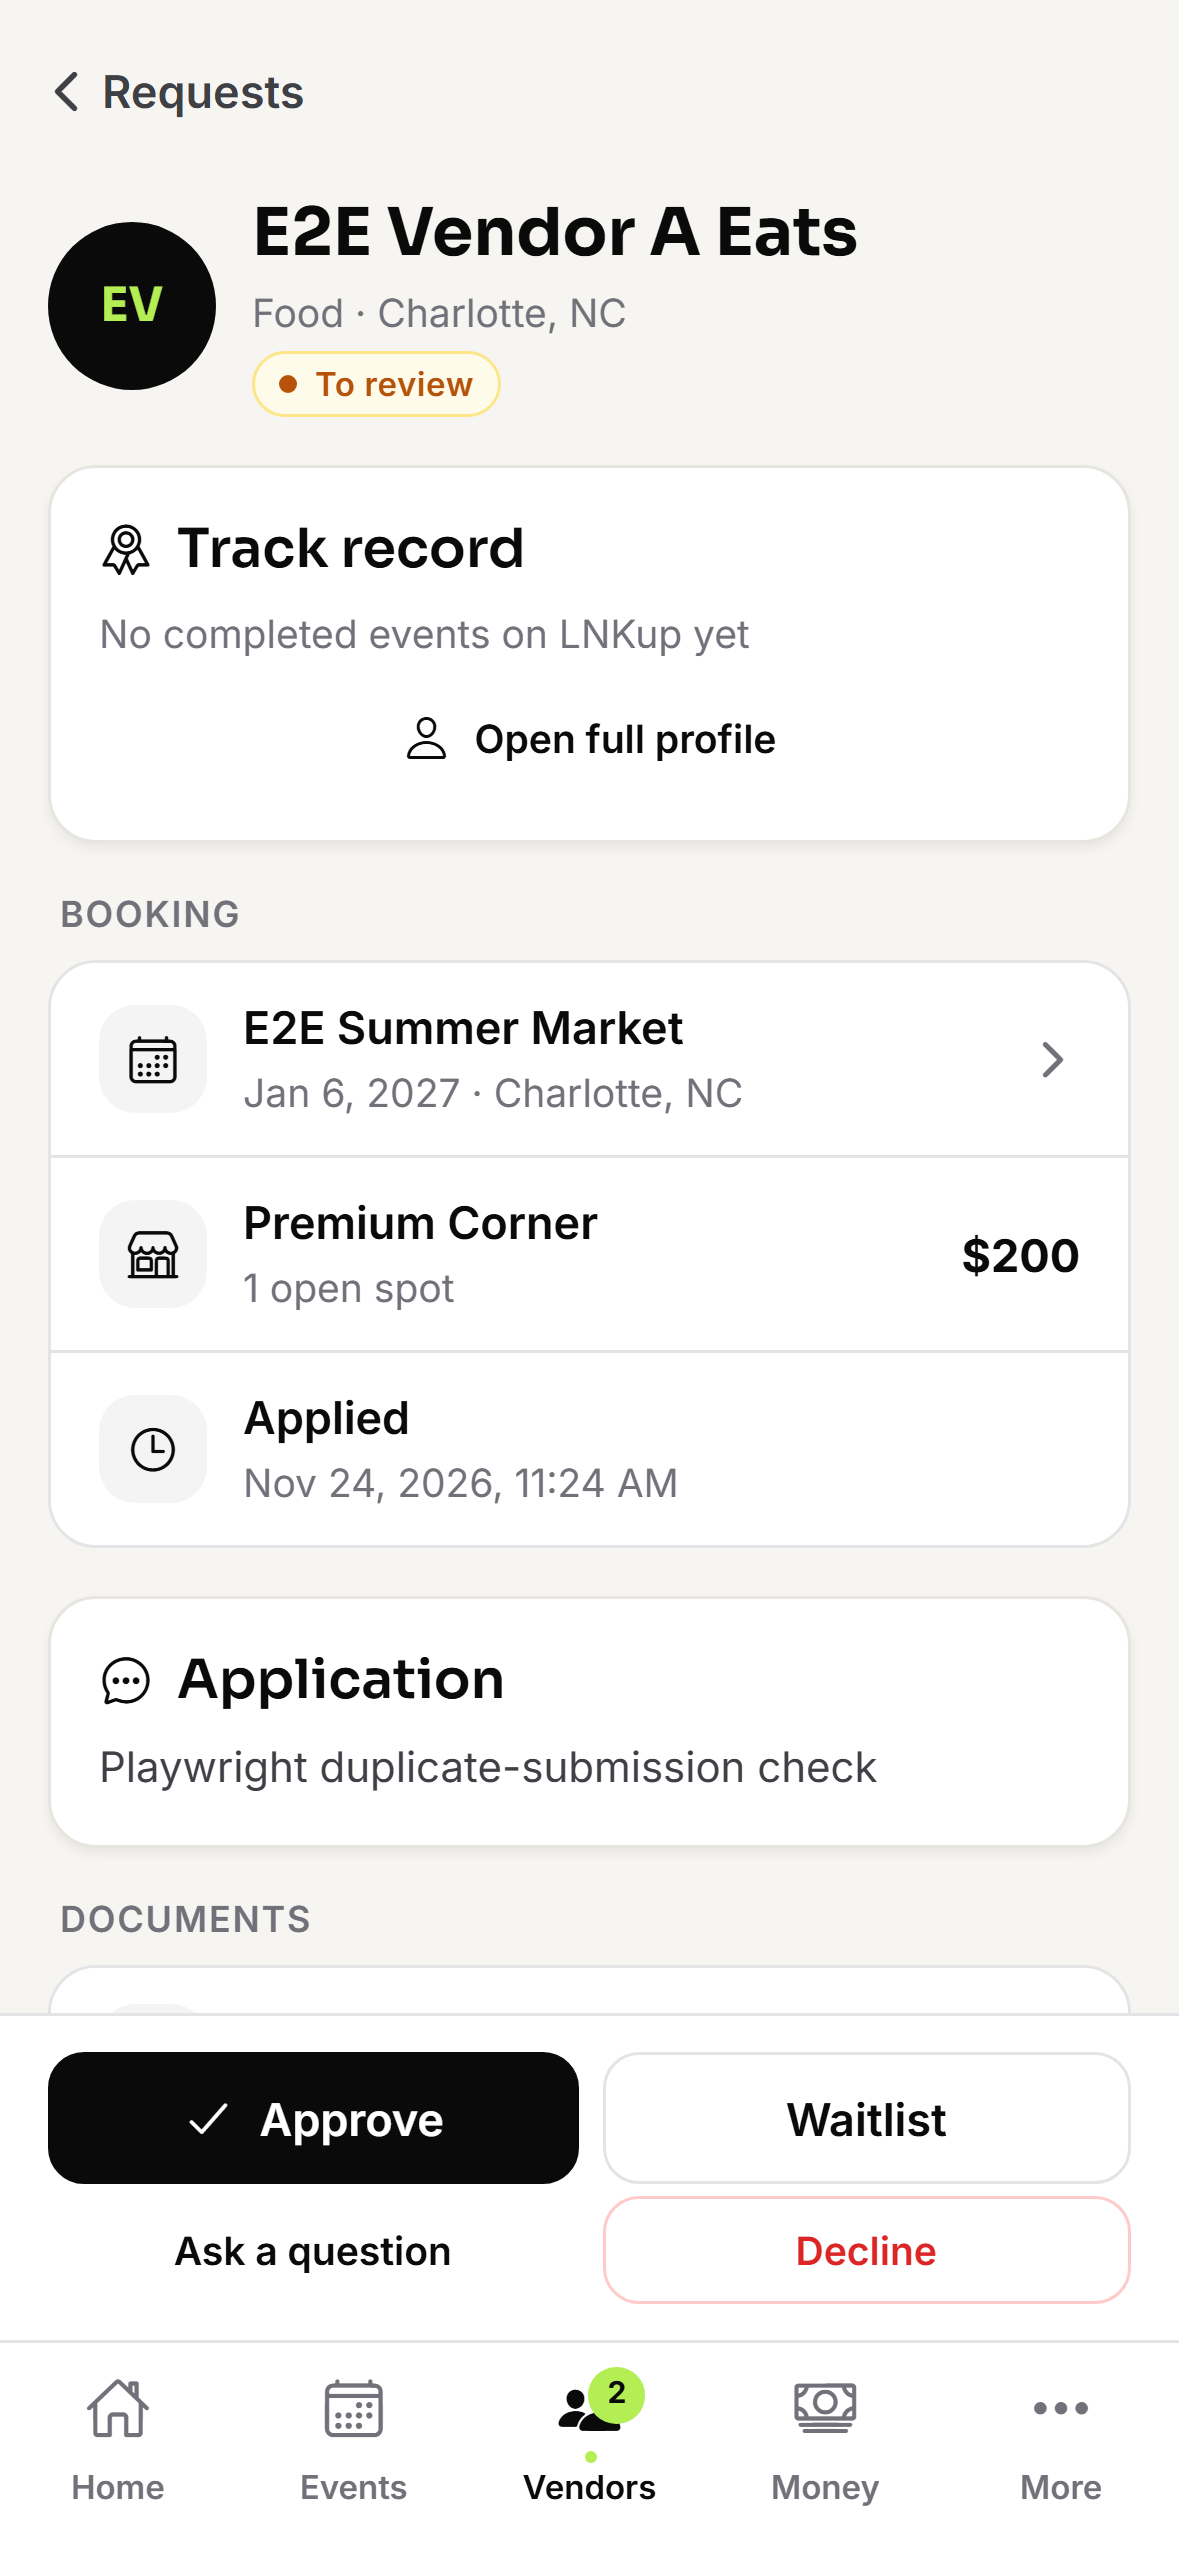 Requests
EV
E2E Vendor A Eats
Food · Charlotte, NC
To review
Track record
No completed events on LNKup yet
Open full profile
BOOKING
E2E Summer Market
Jan 6, 2027 · Charlotte, NC
Premium Corner
1 open spot
$200
Applied
Nov 24, 2026, 11:24 AM
Application
Playwright duplicate-submission check
DOCUMENTS
Approve
Waitlist
Ask a question
Decline
2
Home
Events
Vendors
Money
More